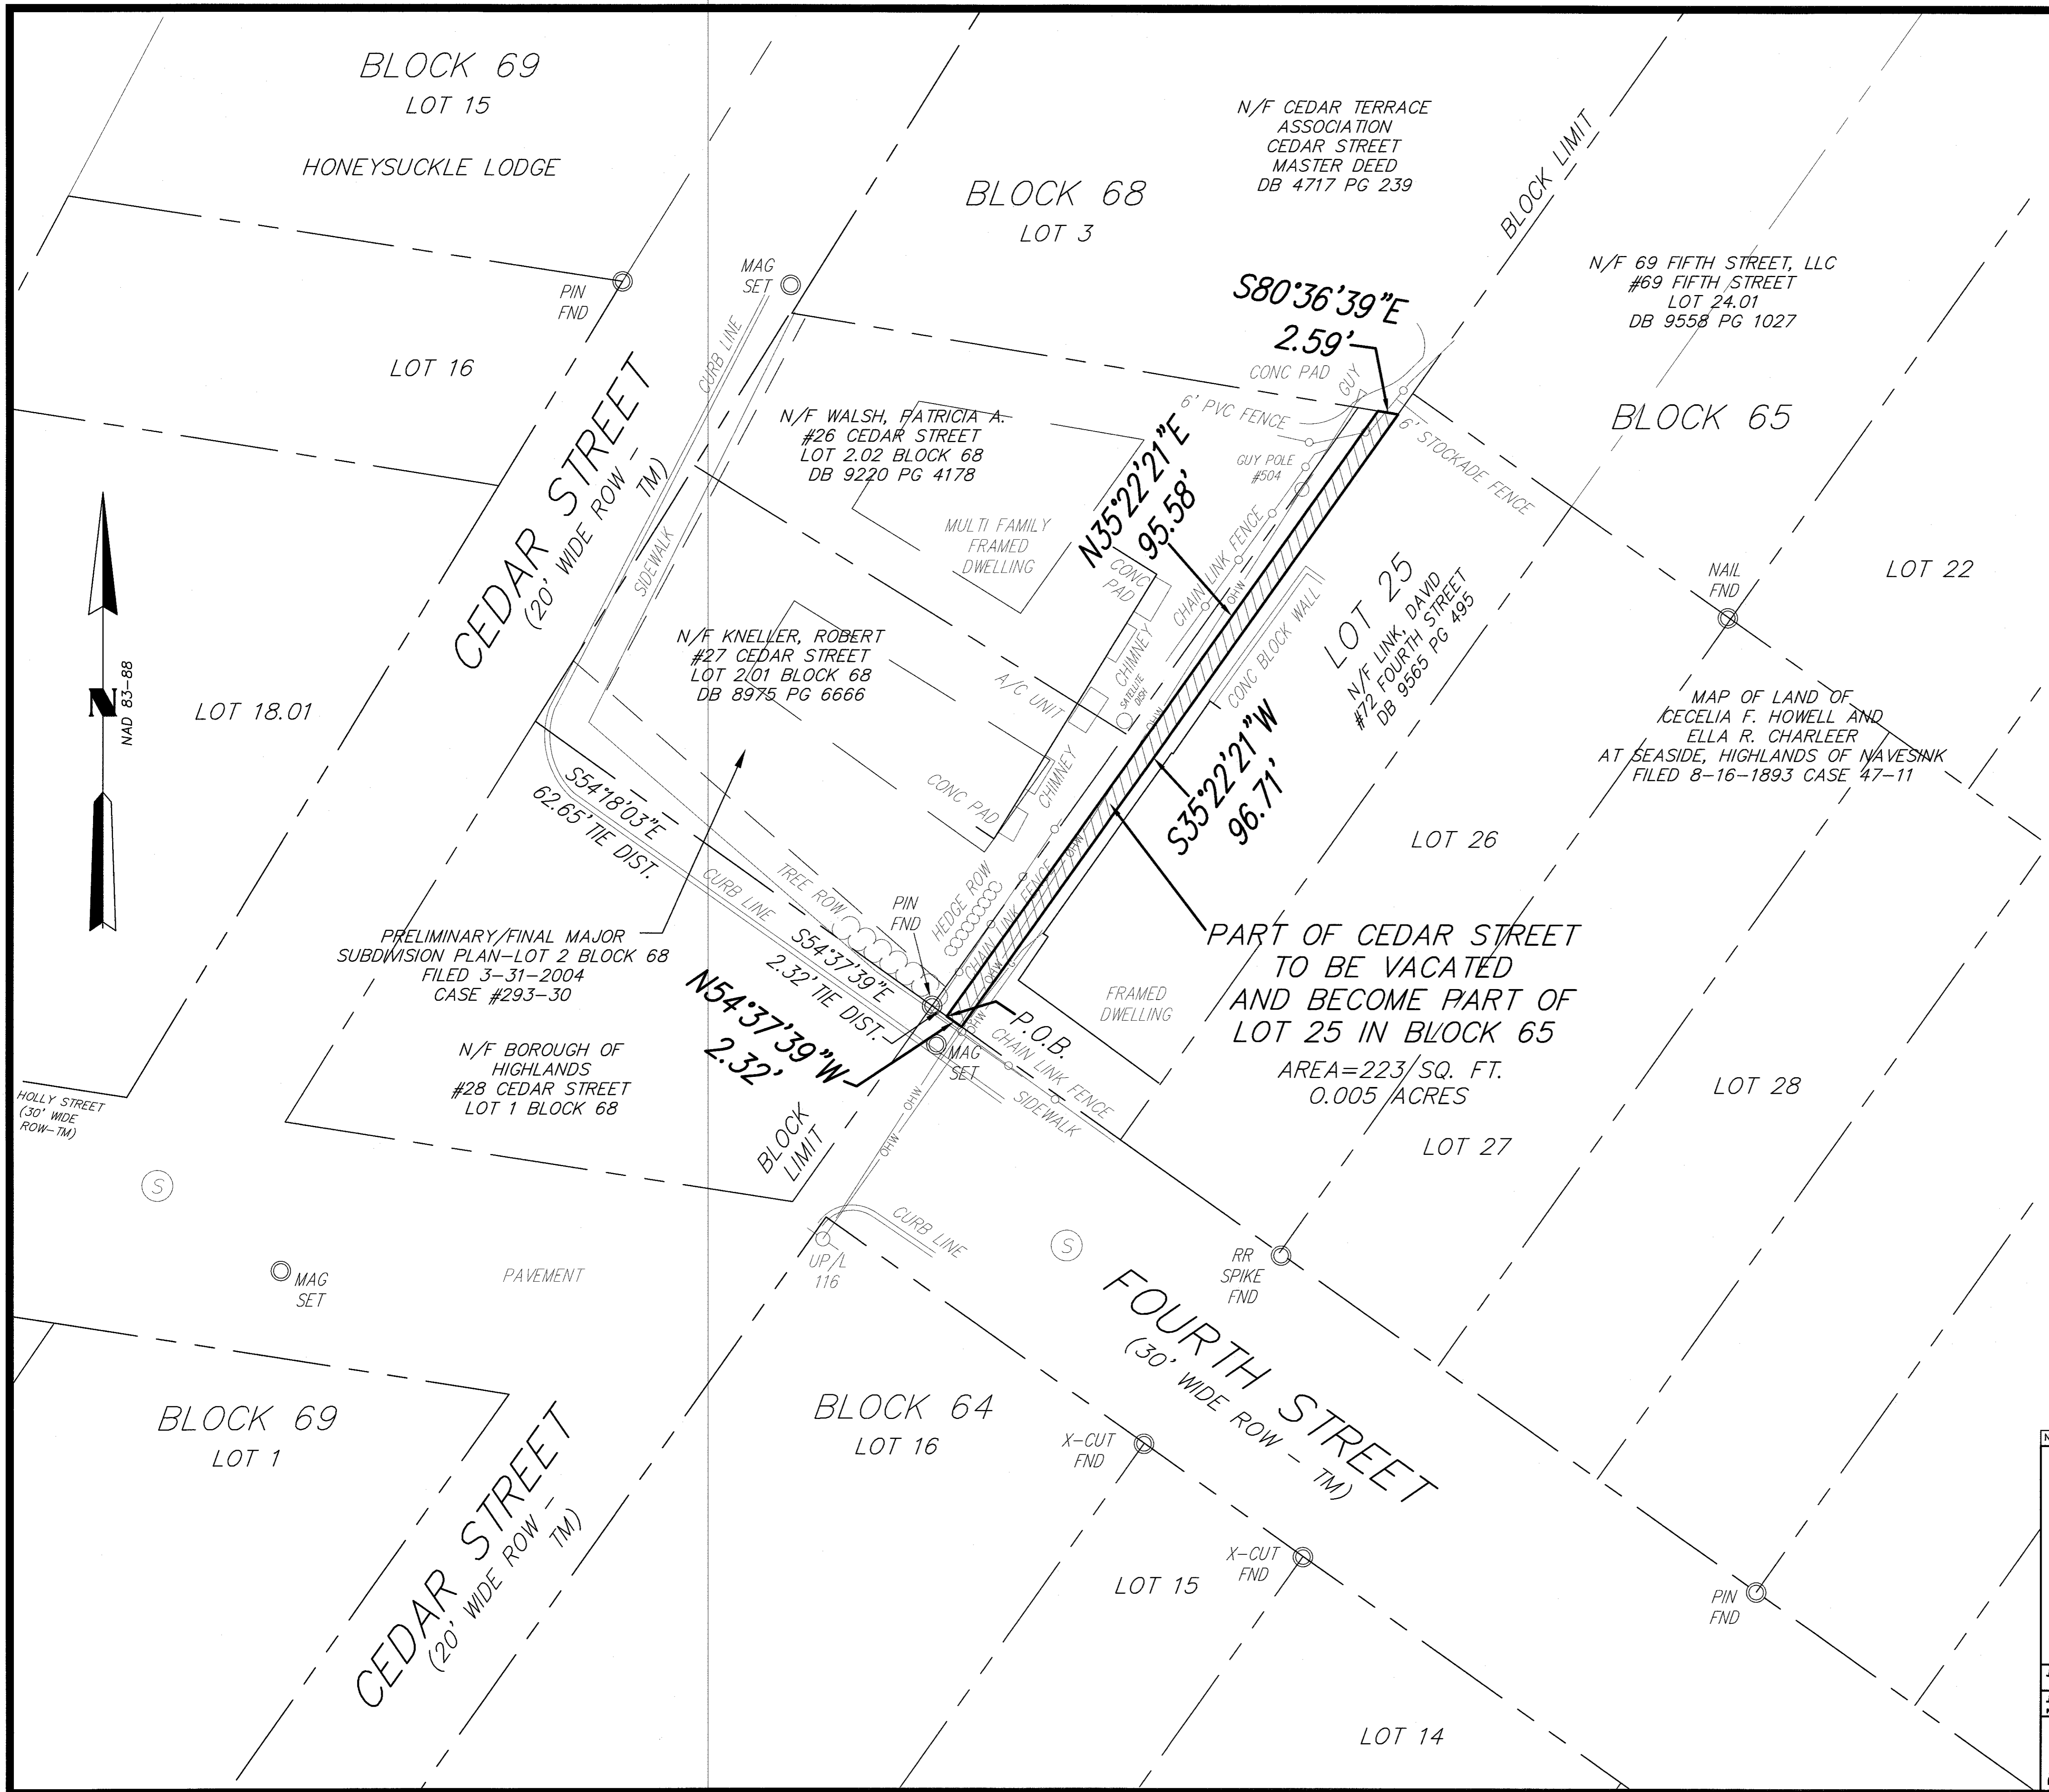 BLOCK 69
LOT 15
HONEYSUCKLE LODGE
N/F CEDAR TERRACE
ASSOCIATION
CEDAR STREET
MASTER DEED
DB 4717 PG 239
BLOCK LIMIT
BLOCK 68
LOT 3
N/F 69 FIFTH STREET, LLC
#69 FIFTH STREET
LOT 24.01
DB 9558 PG 1027
MAG
SET
PIN
FND
S80°36'39"E
2.59'
CURB LINE
LOT 16
CONC PAD
GUY
6' PVC FENCE
6' STOCKADE FENCE
BLOCK 65
N/F WALSH, PATRICIA A.
#26 CEDAR STREET
LOT 2.02 BLOCK 68
DB 9220 PG 4178
CEDAR STREET
(20' WIDE ROW -
TM)
GUY POLE
#504
N35°22'21"E
95.58'
MULTI FAMILY
FRAMED
DWELLING
SIDEWALK
CONC
PAD
CHAIN LINK FENCE
OHW
LOT 25
N/F LINK, DAVID
#72 FOURTH STREET
DB 9565 PG 495
NAIL
FND
LOT 22
N
NAD 83-88
LOT 18.01
N/F KNELLER, ROBERT
#27 CEDAR STREET
LOT 2.01 BLOCK 68
DB 8975 PG 6666
A/C UNIT
CHIMNEY
SATELLITE
DISH
OHW
CONC BLOCK WALL
MAP OF LAND OF
CECELIA F. HOWELL AND
ELLA R. CHARLEER
AT SEASIDE, HIGHLANDS OF NAVESINK
FILED 8-16-1893 CASE 47-11
S54°18'03"E
62.65' TIE DIST.
CONC PAD
CHIMNEY
S35°22'21"W
96.71'
LOT 26
CURB LINE
TREE ROW
HEDGE ROW
CHAIN LINK FENCE
OHW
PIN
FND
PRELIMINARY/FINAL MAJOR
SUBDIVISION PLAN-LOT 2 BLOCK 68
FILED 3-31-2004
CASE #293-30
S54°37'39"E
2.32' TIE DIST.
OHW
PART OF CEDAR STREET
TO BE VACATED
AND BECOME PART OF
LOT 25 IN BLOCK 65
AREA=223 SQ. FT.
0.005 ACRES
N54°37'39"W
2.32'
FRAMED
DWELLING
P.O.B.
OHW
MAG
SET
CHAIN LINK FENCE
SIDEWALK
N/F BOROUGH OF
HIGHLANDS
#28 CEDAR STREET
LOT 1 BLOCK 68
HOLLY STREET
(30' WIDE
ROW-TM)
BLOCK
LIMIT
OHW
OHW
LOT 28
LOT 27
S
CURB LINE
S
UP/L
116
MAG
SET
PAVEMENT
RR
SPIKE
FND
FOURTH STREET
(30' WIDE ROW - TM)
BLOCK 69
LOT 1
BLOCK 64
LOT 16
X-CUT
FND
CEDAR STREET
(20' WIDE ROW -
TM)
X-CUT
FND
LOT 15
PIN
FND
LOT 14